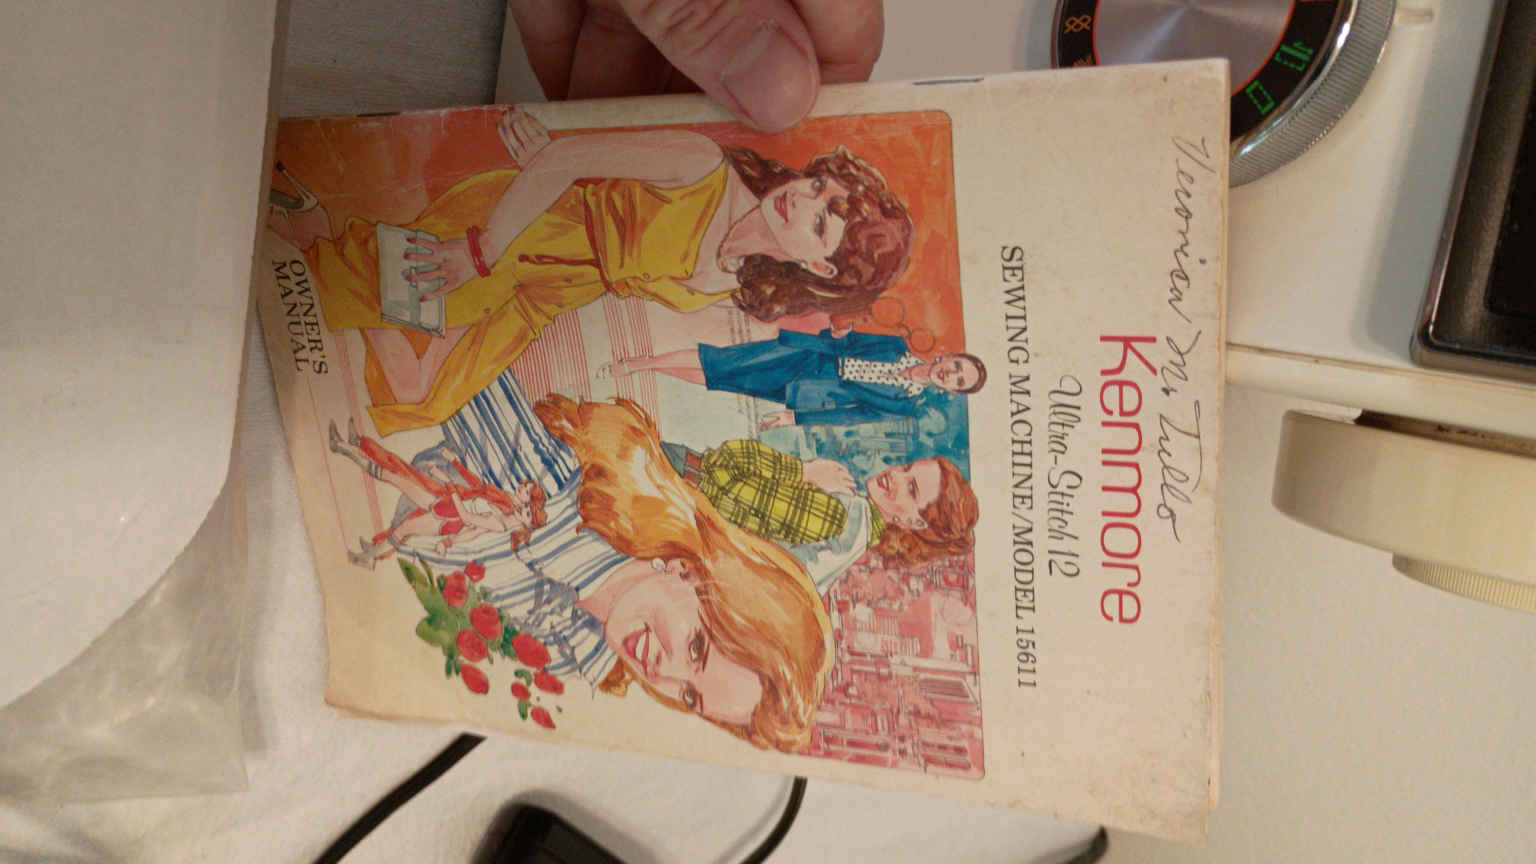 Veronica M. Tullo
Kenmore
Ultra-Stitch 12
SEWING MACHINE/MODEL 15611
OWNER'S
MANUAL